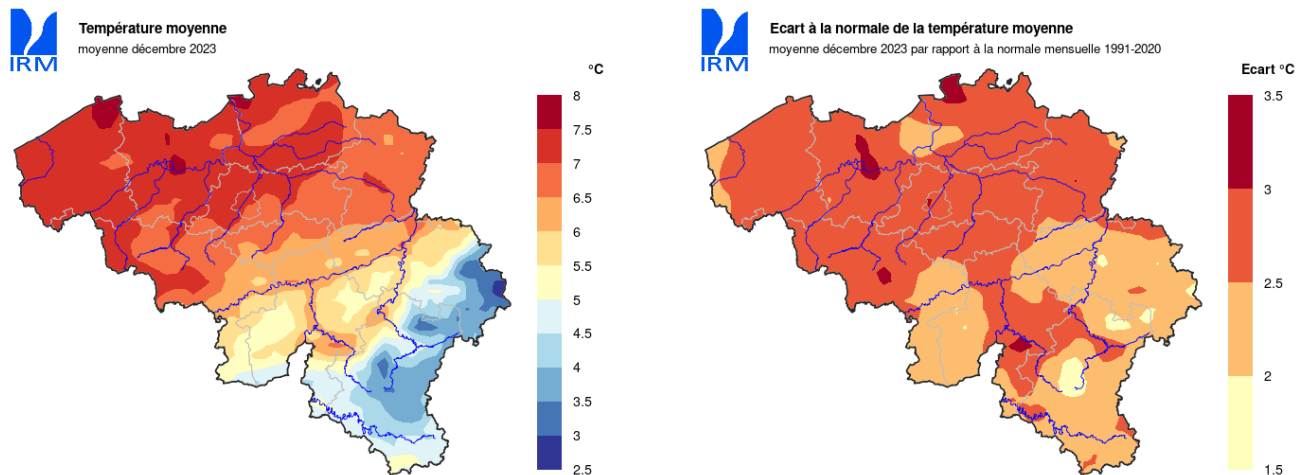 IRM
Température moyenne
moyenne décembre 2023
°C
8
7.5
7
6.5
6
5.5
5
4.5
4
3.5
3
2.5
IRM
Ecart à la normale de la température moyenne
moyenne décembre 2023 par rapport à la normale mensuelle 1991-2020
Ecart °C
3.5
3
2.5
2
1.5